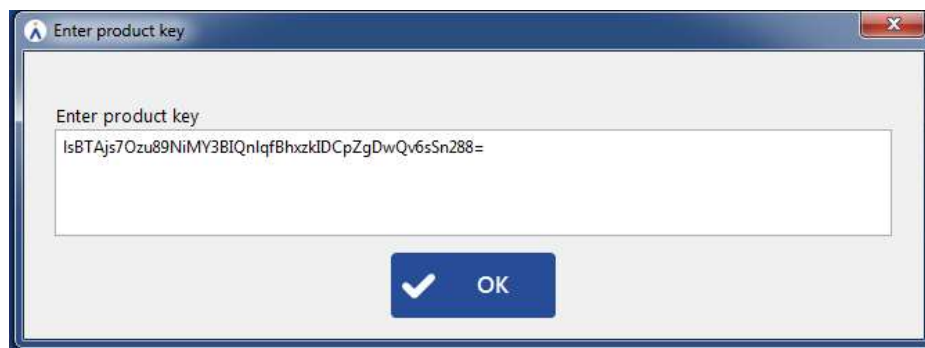 Enter product key
Enter product key
IsBTAjs7Ozu89NiMY3BIQnIqfBhxzkIDCpZgDwQv6sSn288=
OK